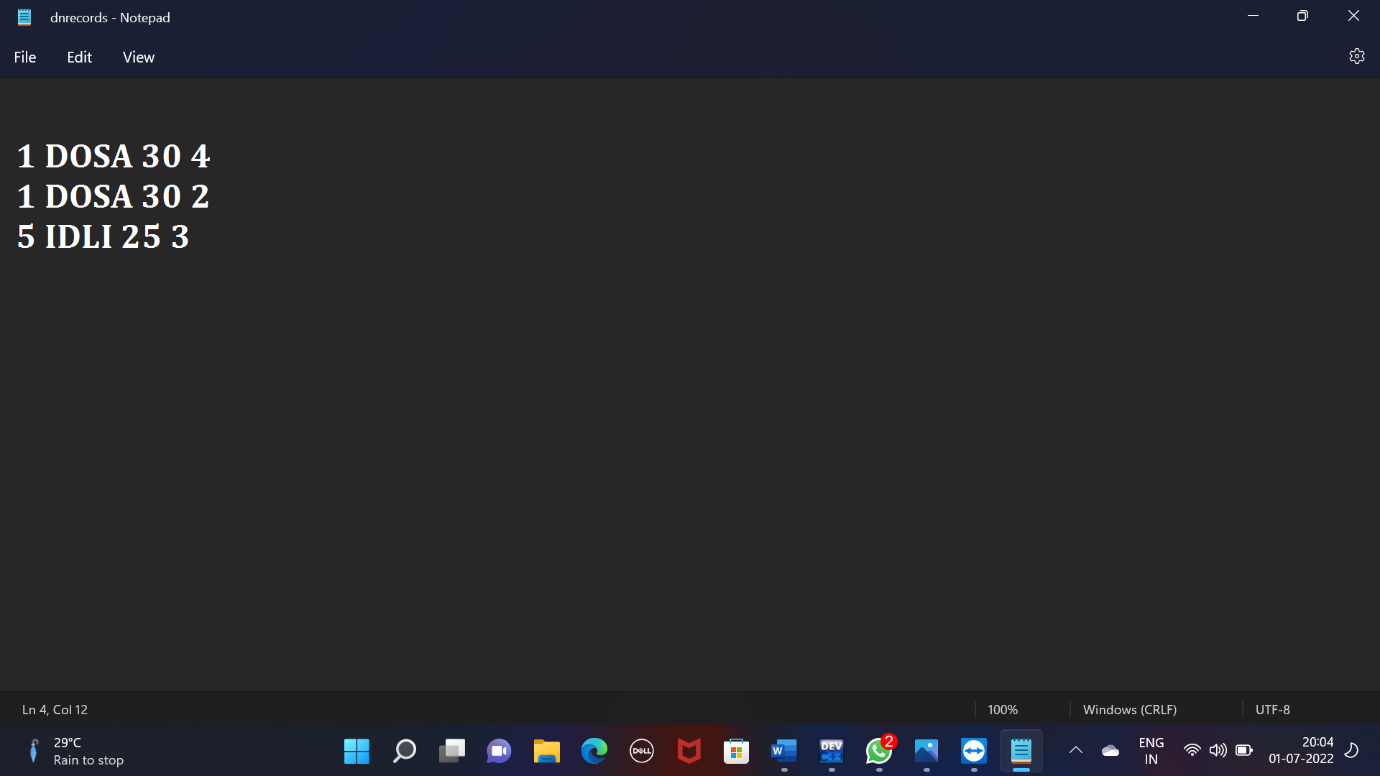 dnrecords - Notepad
File Edit View
1 DOSA 30 4
1 DOSA 30 2
5 IDLI 25 3
Ln 4, Col 12 100% Windows (CRLF) UTF-8
29°C
Rain to stop
DELL
W
DEV
C++
2
ENG
IN
20:04
01-07-2022